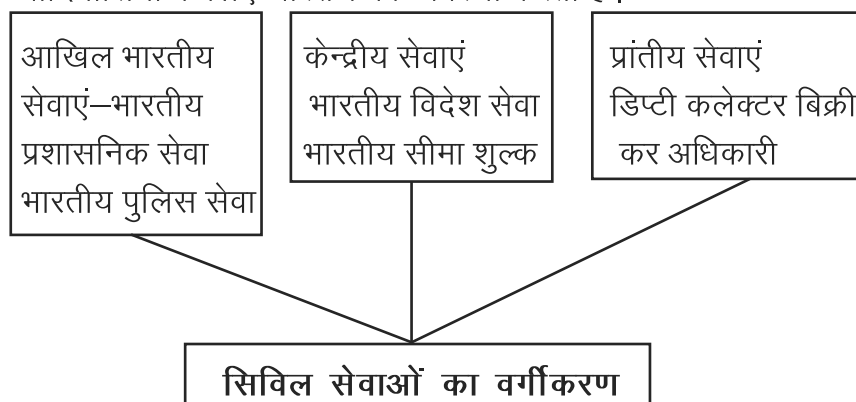 आखिल भारतीय
सेवाएं–भारतीय
प्रशासनिक सेवा
भारतीय पुलिस सेवा
केन्द्रीय सेवाएं
भारतीय विदेश सेवा
भारतीय सीमा शुल्क
प्रांतीय सेवाएं
डिप्टी कलेक्टर बिक्री
कर अधिकारी
सिविल सेवाओं का वर्गीकरण